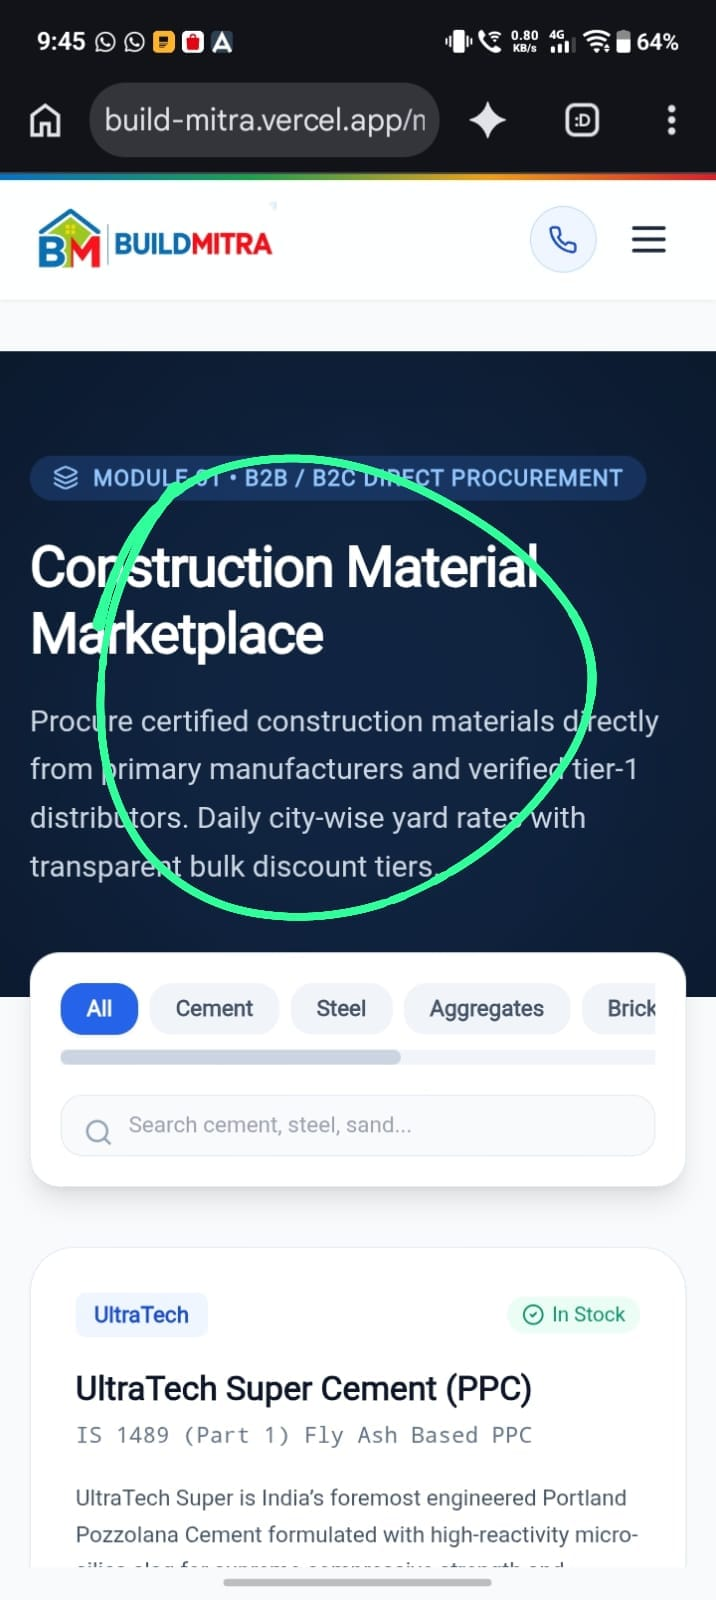 9:45
0.80 KB/s 4G 64%
build-mitra.vercel.app/n
BM BUILDMITRA
MODULE 01 • B2B / B2C DIRECT PROCUREMENT
Construction Material
Marketplace
Procure certified construction materials directly
from primary manufacturers and verified tier-1
distributors. Daily city-wise yard rates with
transparent bulk discount tiers.
All Cement Steel Aggregates Brick
Search cement, steel, sand...
UltraTech In Stock
UltraTech Super Cement (PPC)
IS 1489 (Part 1) Fly Ash Based PPC
UltraTech Super is India’s foremost engineered Portland
Pozzolana Cement formulated with high-reactivity micro-